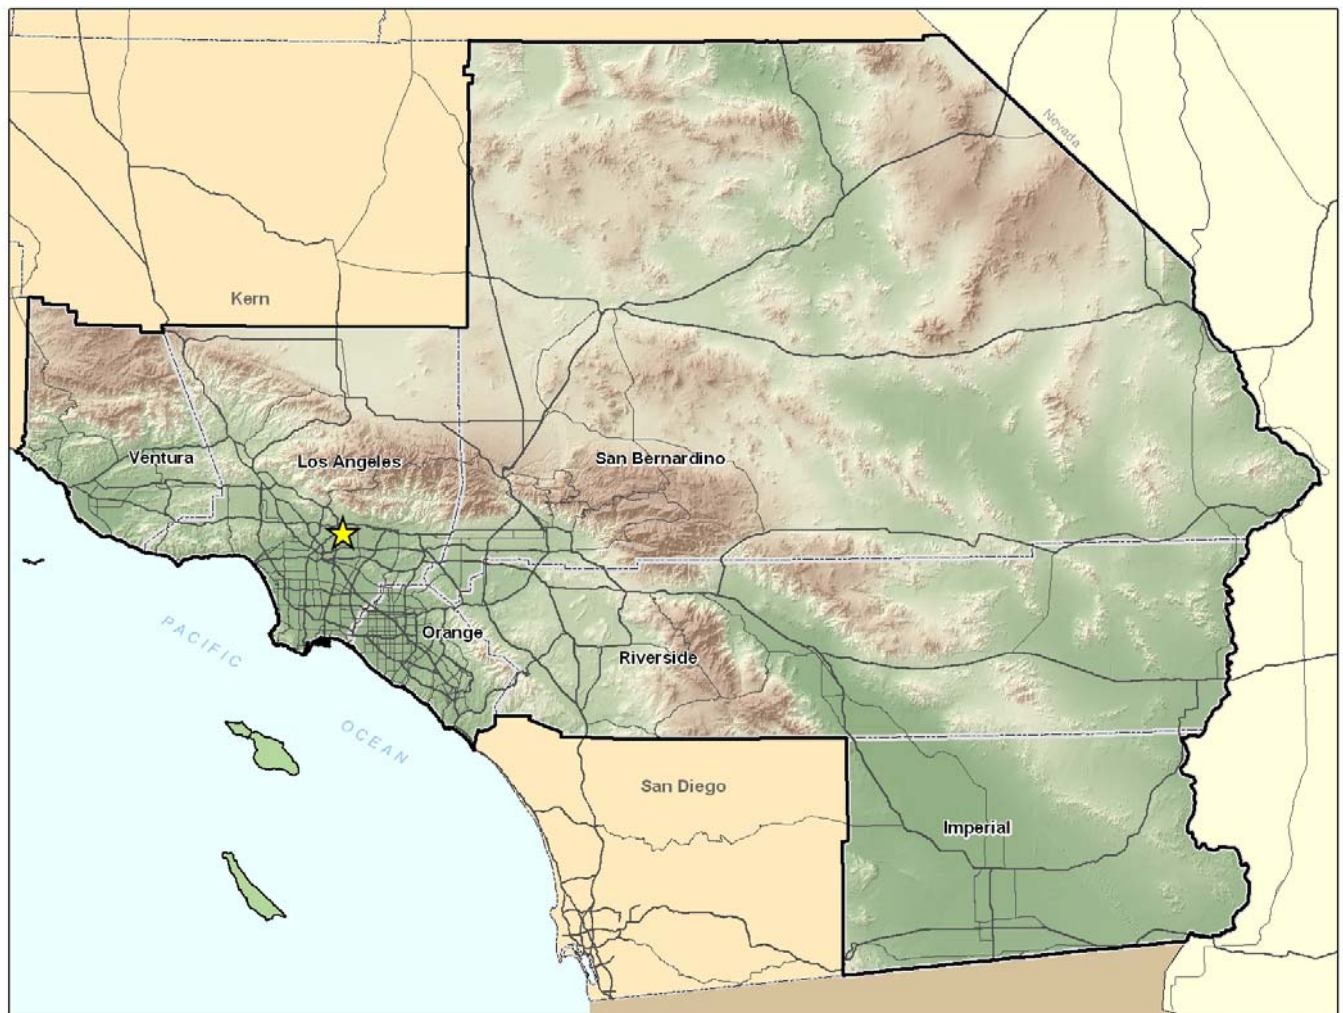 Nevada
Kern
Ventura
Los Angeles
San Bernardino
Orange
Riverside
PACIFIC
OCEAN
San Diego
Imperial